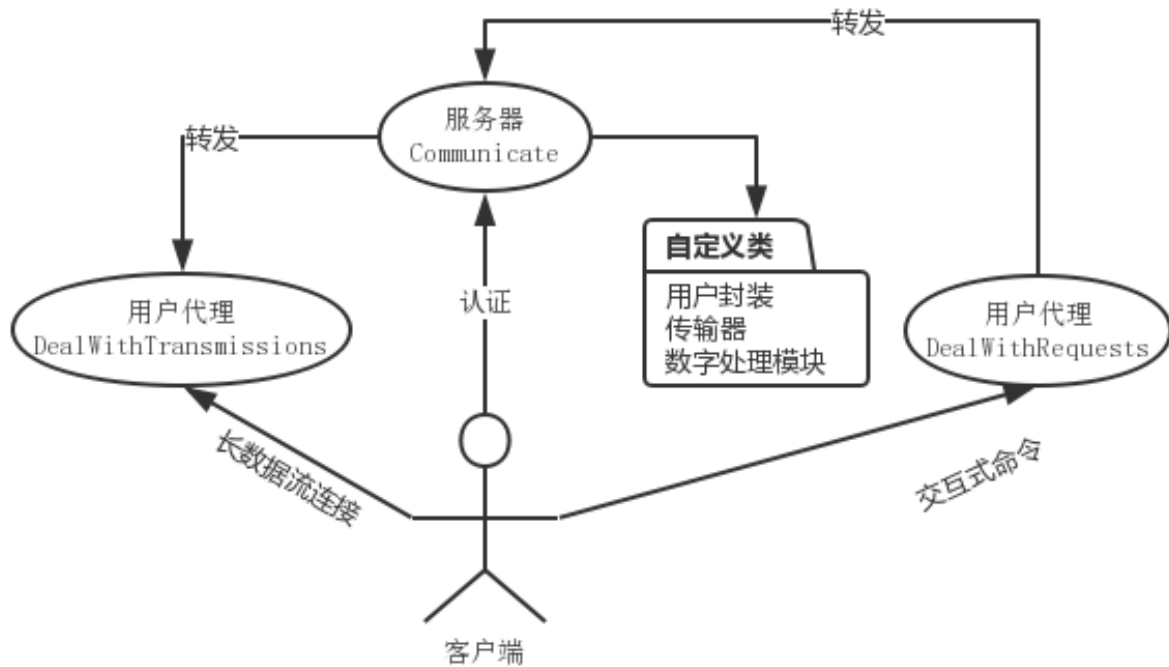 转发
服务器
Communicate
转发
自定义类
用户封装
传输器
数字处理模块
用户代理
DealWithTransmissions
认证
用户代理
DealWithRequests
长数据流连接
交互式命令
客户端